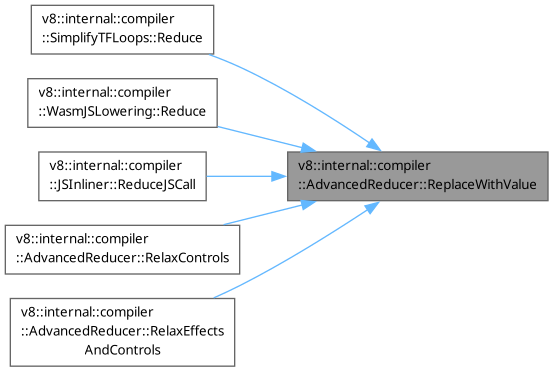 v8::internal::compiler
::SimplifyTFLoops::Reduce
v8::internal::compiler
::WasmJSLowering::Reduce
v8::internal::compiler
::JSInliner::ReduceJSCall
v8::internal::compiler
::AdvancedReducer::RelaxControls
v8::internal::compiler
::AdvancedReducer::RelaxEffects
AndControls
v8::internal::compiler
::AdvancedReducer::ReplaceWithValue